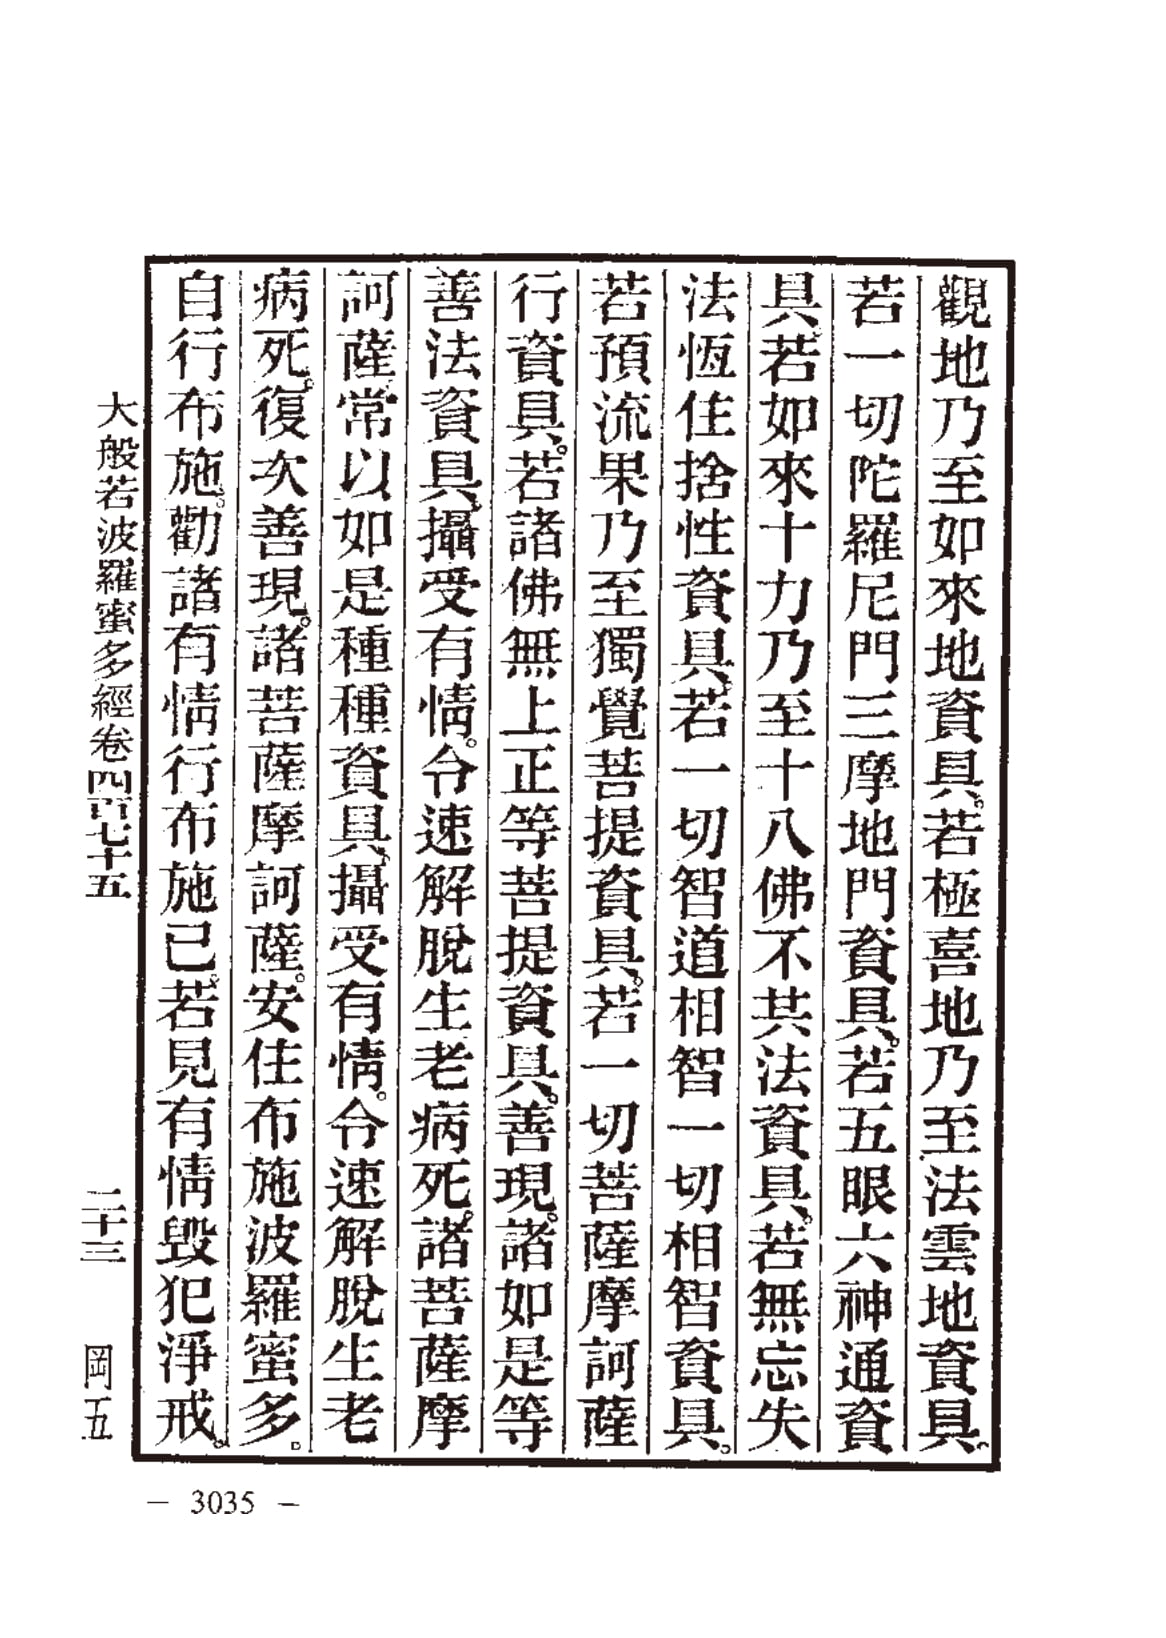 觀地乃至如來地資具。若極喜地乃至法雲地資具。
若一切陀羅尼門三摩地門資具。若五眼六神通資
具。若如來十力乃至十八佛不共法資具。若無忘失
法恆住捨性資具。若一切智道相智一切相智資具。
若預流果乃至獨覺菩提資具。若一切菩薩摩訶薩
行資具。若諸佛無上正等菩提資具。善現。諸如是等
善法資具。攝受有情。令速解脫生老病死。諸菩薩摩
訶薩常以如是種種資具。攝受有情。令速解脫生老
病死。復次善現。諸菩薩摩訶薩。安住布施波羅蜜多。
自行布施。勸諸有情行布施已。若見有情毀犯淨戒。
大般若波羅蜜多經卷四百七十五 二十三 岡五
— 3035 —